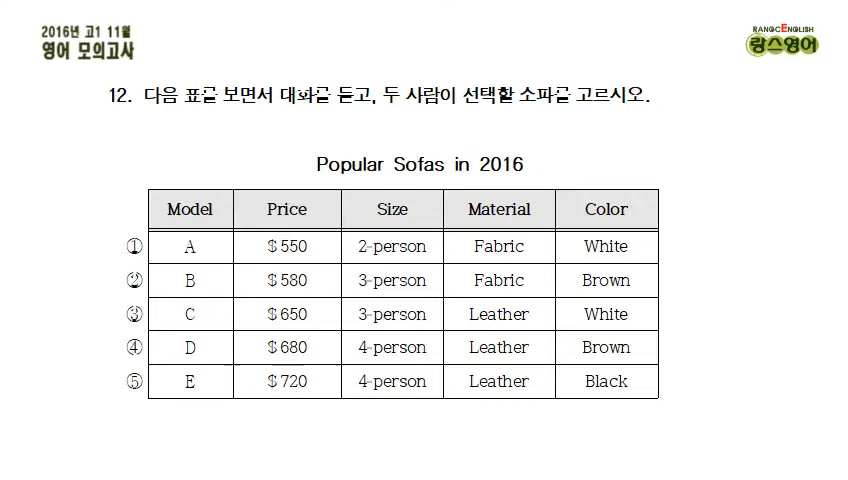 2016년 고1 11월
영어 모의고사
RANGCENGLISH
랑스영어
12. 다음 표를 보면서 대화를 듣고, 두 사람이 선택할 소파를 고르시오.
Popular Sofas in 2016
Model Price Size Material Color
① A $550 2-person Fabric White
② B $580 3-person Fabric Brown
③ C $650 3-person Leather White
④ D $680 4-person Leather Brown
⑤ E $720 4-person Leather Black